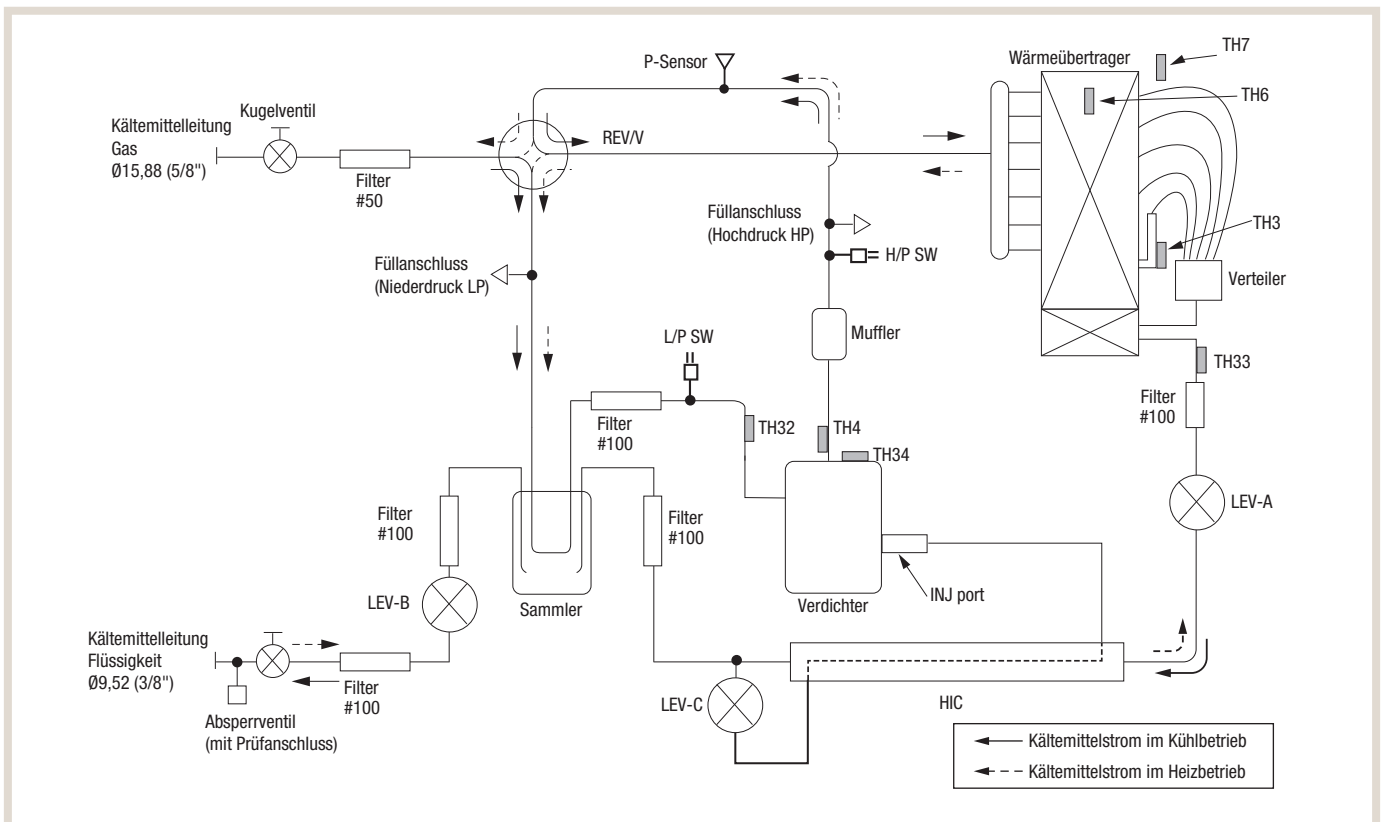 TH7
Wärmeübertrager
P-Sensor
TH6
Kugelventil
Kältemittelleitung
Gas
Ø15,88 (5/8")
REV/V
Filter
#50
Füllanschluss
(Hochdruck HP)
TH3
H/P SW
Füllanschluss
(Niederdruck LP)
Verteiler
Muffler
L/P SW
TH33
Filter
#100
Filter
#100
TH32
TH4
TH34
Filter
#100
Filter
#100
LEV-A
INJ port
LEV-B
Sammler
Verdichter
Kältemittelleitung
Flüssigkeit
Ø9,52 (3/8")
Filter
#100
LEV-C
HIC
Absperrventil
(mit Prüfanschluss)
Kältemittelstrom im Kühlbetrieb
Kältemittelstrom im Heizbetrieb